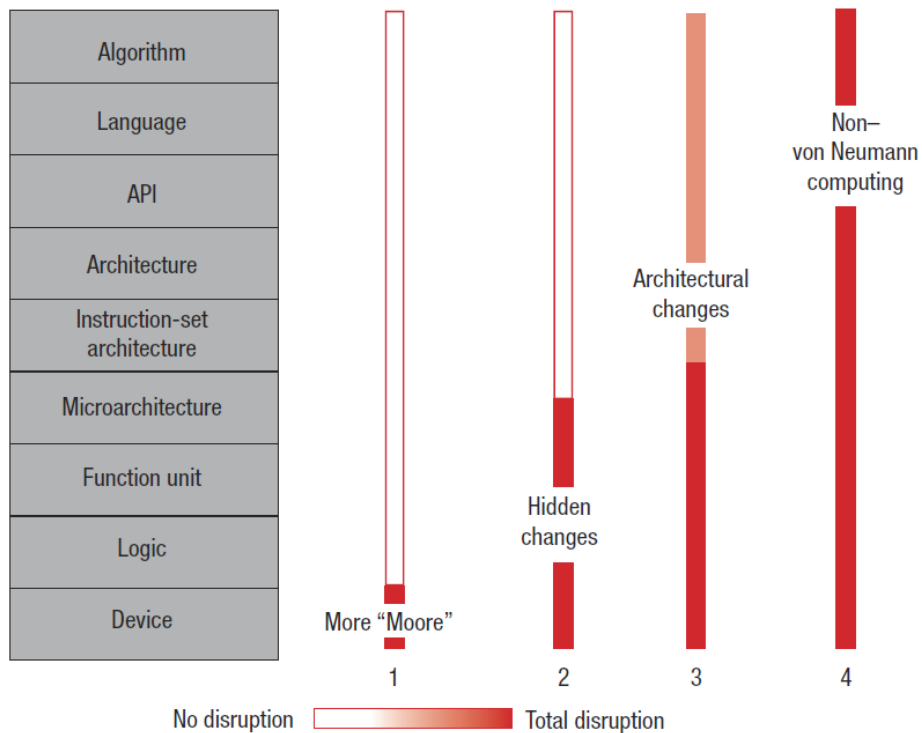 Algorithm
Language
API
Architecture
Instruction-set
architecture
Microarchitecture
Function unit
Logic
Device
More “Moore”
1
Hidden
changes
2
Architectural
changes
3
Non–
von Neumann
computing
4
No disruption
Total disruption